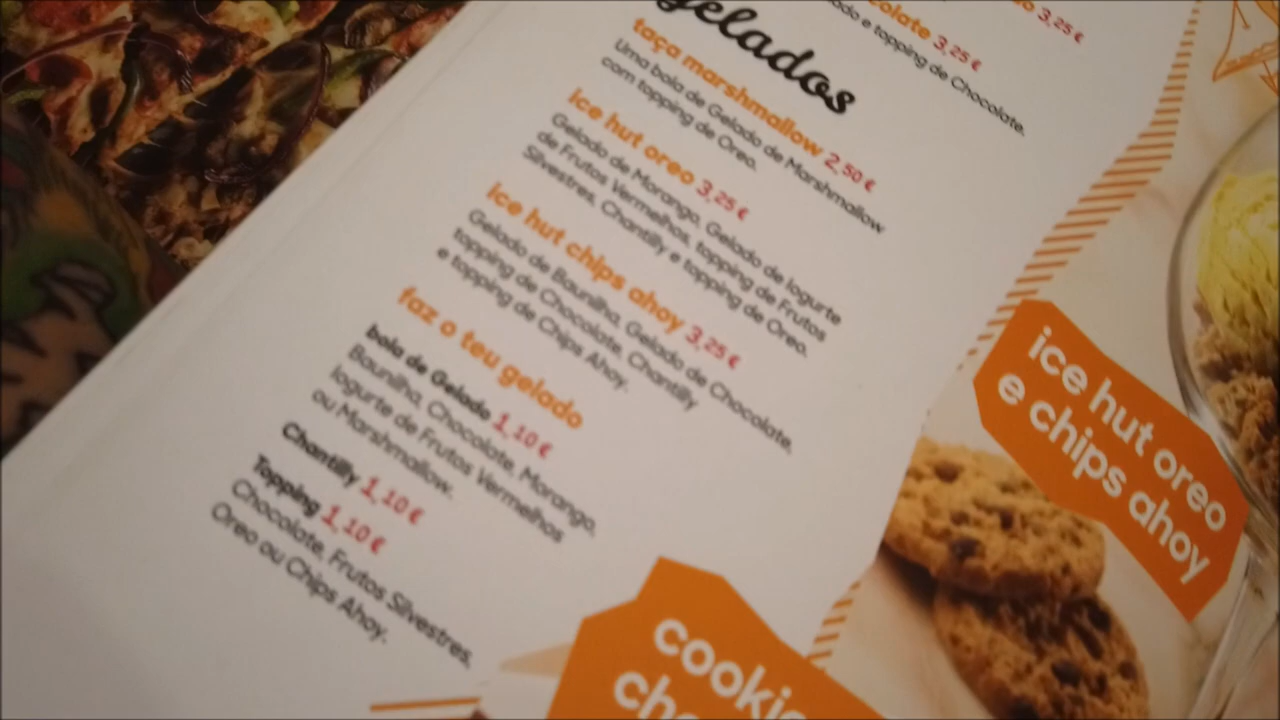 3,25 €
ocolate 3,25 €
e topping de Chocolate.
gelados
taça marshmallow 2,50 €
Uma bola de Gelado de Marshmallow
com topping de Oreo.
ice hut oreo 3,25 €
Gelado de Morango, Gelado de Iogurte
de Frutos Vermelhos, topping de Frutos
Silvestres, Chantilly e topping de Oreo.
ice hut chips ahoy 3,25 €
Gelado de Baunilha, Gelado de Chocolate,
topping de Chocolate, Chantilly
e topping de Chips Ahoy.
faz o teu gelado
bola de Gelado 1,10 €
Baunilha, Chocolate, Morango,
Iogurte de Frutos Vermelhos
ou Marshmallow.
Chantilly 1,10 €
Topping 1,10 €
Chocolate, Frutos Silvestres,
Oreo ou Chips Ahoy.
ice hut oreo
e chips ahoy
cookie